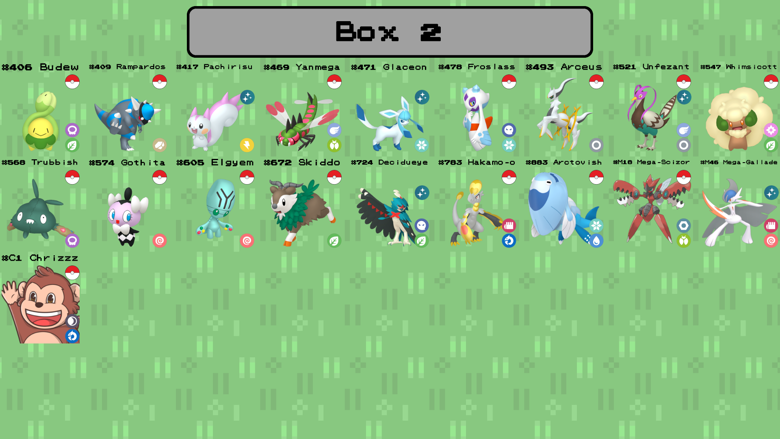 Box 2
#406 Budew
#409 Rampardos
#417 Pachirisu
#469 Yanmega
#471 Glaceon
#478 Froslass
#493 Arceus
#521 Unfezant
#547 Whimsicott
#568 Trubbish
#574 Gothita
#605 Elgyem
#672 Skiddo
#724 Decidueye
#783 Hakamo-o
#883 Arctovish
#M18 Mega-Scizor
#M46 Mega-Gallade
#C1 Chrizzz